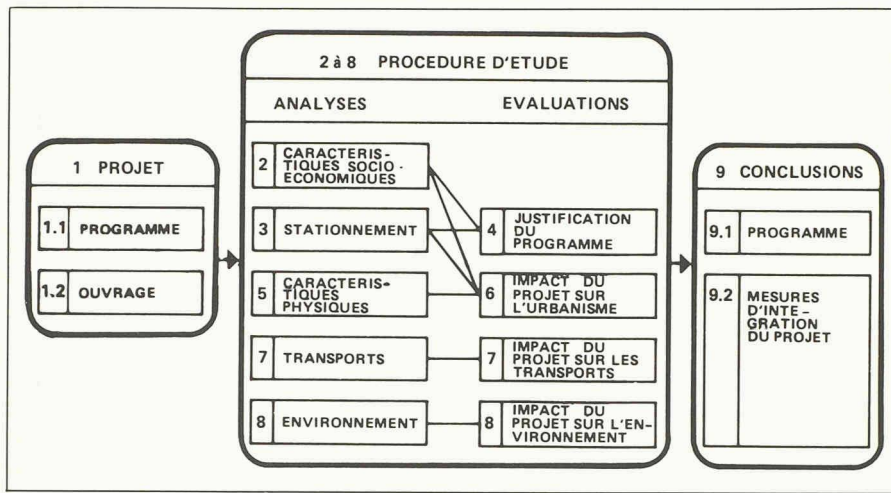 1 PROJET
1.1 PROGRAMME
1.2 OUVRAGE
2 à 8 PROCEDURE D'ETUDE
ANALYSES EVALUATIONS
2 CARACTERIS-
TIQUES SOCIO-
ECONOMIQUES
3 STATIONNEMENT
5 CARACTERIS-
TIQUES
PHYSIQUES
7 TRANSPORTS
8 ENVIRONNEMENT
4 JUSTIFICATION
DU
PROGRAMME
6 IMPACT DU
PROJET SUR
L'URBANISME
7 IMPACT DU
PROJET SUR LES
TRANSPORTS
8 IMPACT DU
PROJET SUR L'EN-
VIRONNEMENT
9 CONCLUSIONS
9.1 PROGRAMME
9.2 MESURES
D'INTE-
GRATION
DU PROJET